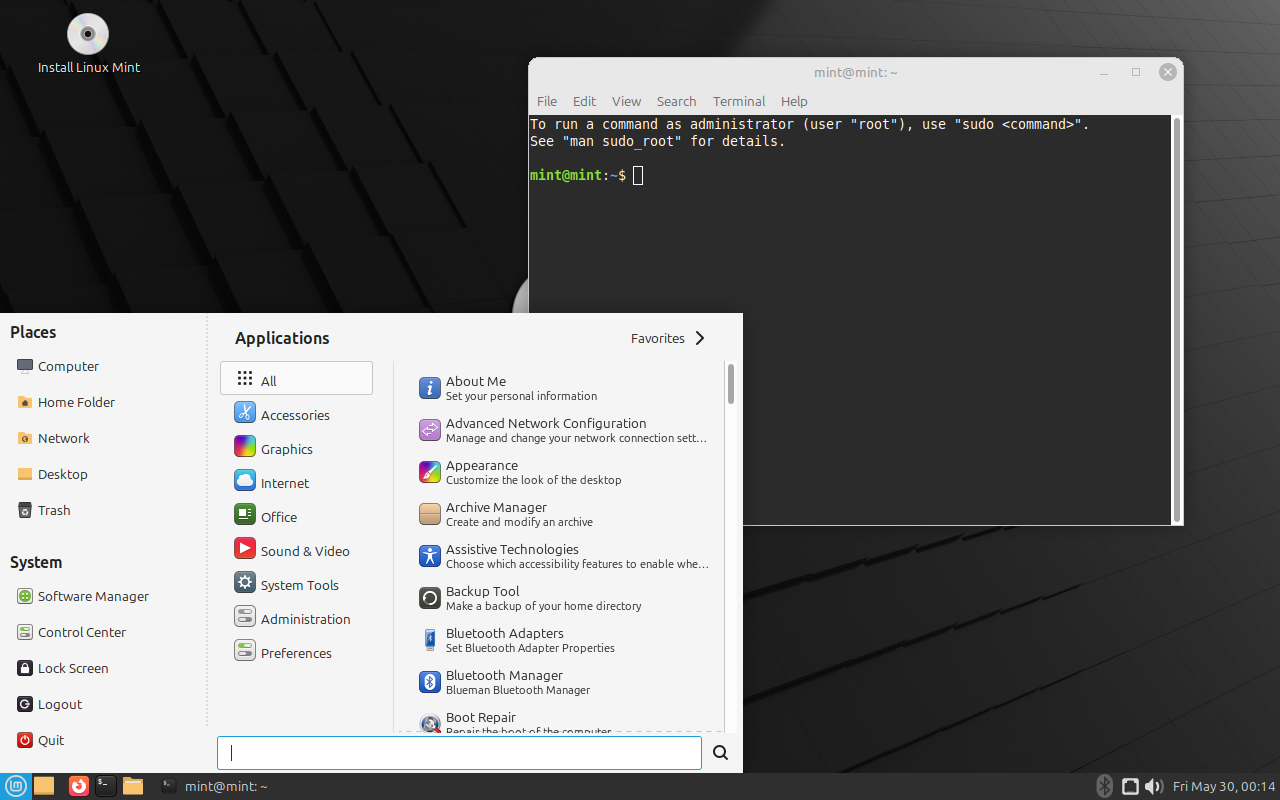 Install Linux Mint
mint@mint: ~
File Edit View Search Terminal Help
To run a command as administrator (user "root"), use "sudo <command>".
See "man sudo_root" for details.
mint@mint:~$
Places
Computer
Home Folder
Network
Desktop
Trash
System
Software Manager
Control Center
Lock Screen
Logout
Quit
Applications
Favorites
All
Accessories
Graphics
Internet
Office
Sound & Video
System Tools
Administration
Preferences
About Me
Set your personal information
Advanced Network Configuration
Manage and change your network connection sett...
Appearance
Customize the look of the desktop
Archive Manager
Create and modify an archive
Assistive Technologies
Choose which accessibility features to enable whe...
Backup Tool
Make a backup of your home directory
Bluetooth Adapters
Set Bluetooth Adapter Properties
Bluetooth Manager
Blueman Bluetooth Manager
Boot Repair
Repair the boot of the computer
mint@mint: ~
Fri May 30, 00:14